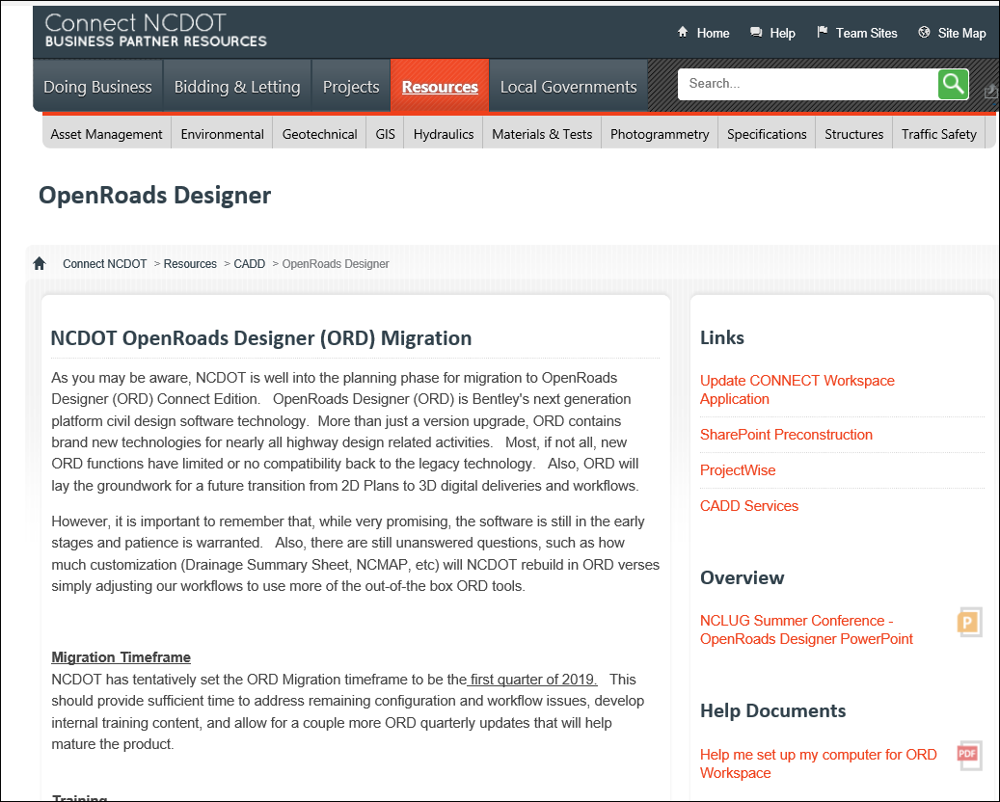 Connect NCDOT
BUSINESS PARTNER RESOURCES
Home Help Team Sites Site Map
Doing Business Bidding & Letting Projects Resources Local Governments Search...
Asset Management Environmental Geotechnical GIS Hydraulics Materials & Tests Photogrammetry Specifications Structures Traffic Safety
OpenRoads Designer
Connect NCDOT > Resources > CADD > OpenRoads Designer
NCDOT OpenRoads Designer (ORD) Migration
As you may be aware, NCDOT is well into the planning phase for migration to OpenRoads
Designer (ORD) Connect Edition. OpenRoads Designer (ORD) is Bentley's next generation
platform civil design software technology. More than just a version upgrade, ORD contains
brand new technologies for nearly all highway design related activities. Most, if not all, new
ORD functions have limited or no compatibility back to the legacy technology. Also, ORD will
lay the groundwork for a future transition from 2D Plans to 3D digital deliveries and workflows.
However, it is important to remember that, while very promising, the software is still in the early
stages and patience is warranted. Also, there are still unanswered questions, such as how
much customization (Drainage Summary Sheet, NCMAP, etc) will NCDOT rebuild in ORD verses
simply adjusting our workflows to use more of the out-of-the box ORD tools.
Migration Timeframe
NCDOT has tentatively set the ORD Migration timeframe to be the first quarter of 2019. This
should provide sufficient time to address remaining configuration and workflow issues, develop
internal training content, and allow for a couple more ORD quarterly updates that will help
mature the product.
Training
Links
Update CONNECT Workspace
Application
SharePoint Preconstruction
ProjectWise
CADD Services
Overview
NCLUG Summer Conference -
OpenRoads Designer PowerPoint
P
Help Documents
Help me set up my computer for ORD
Workspace
PDF